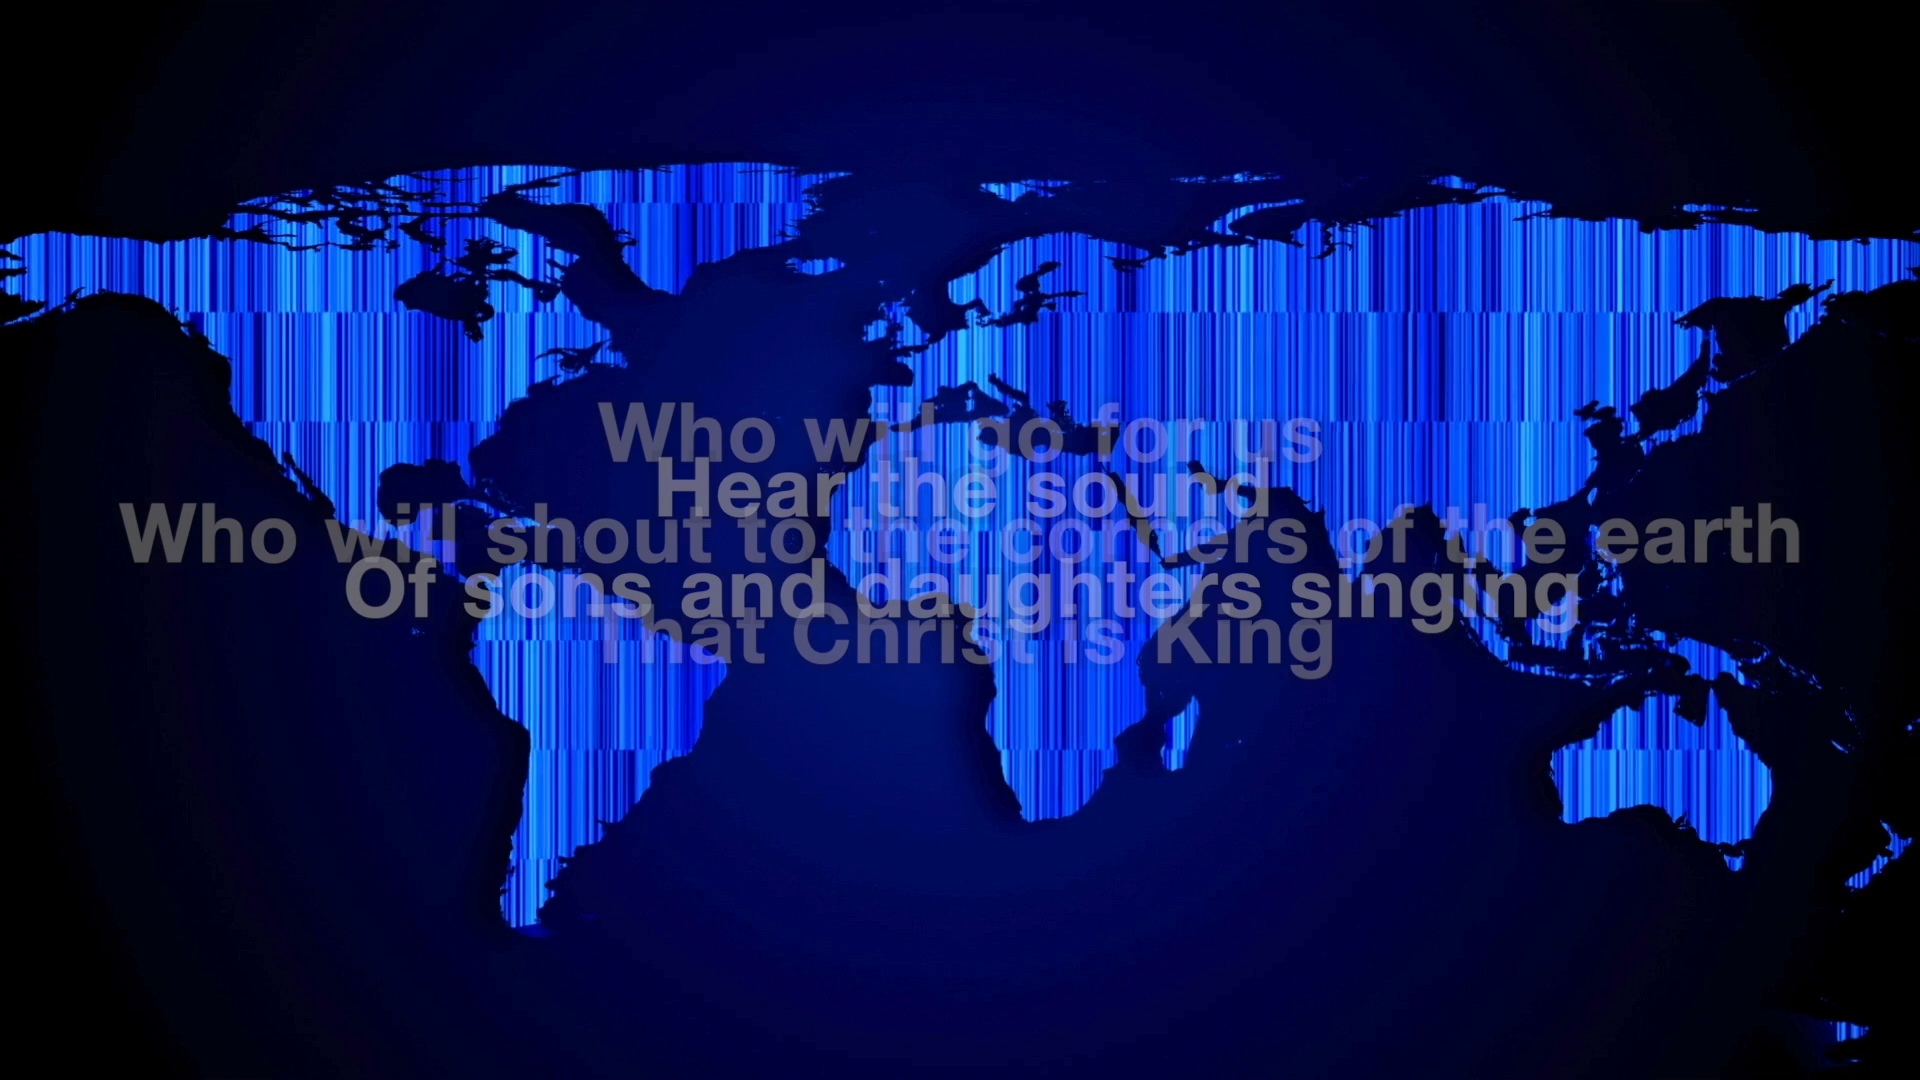 Who will go for us
Hear the sound
Who will shout to the corners of the earth
Of sons and daughters singing
That Christ is King